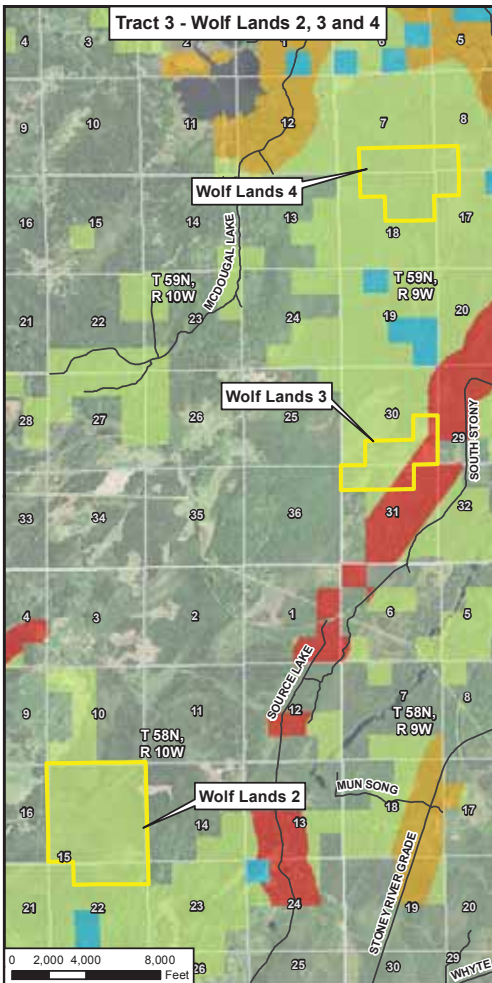 Tract 3 - Wolf Lands 2, 3 and 4
4 3 2 1 6 5
9 10 11 12 7 8
Wolf Lands 4
16 15 14 13 18 17
T 59N,
R 10W
MCDOUGAL LAKE
T 59N,
R 9W
21 22 23 24 19 20
Wolf Lands 3
28 27 26 25 30 29
SOUTH STONY
33 34 35 36 31 32
4 3 2 1 6 5
SOURCE LAKE
9 10 11 12 7 8
T 58N,
R 10W
T 58N,
R 9W
MUN SONG
Wolf Lands 2
16 15 14 13 18 17
STONEY RIVER GRADE
21 22 23 24 19 20
26 25 30 29
WHYTE
0 2,000 4,000 8,000
Feet